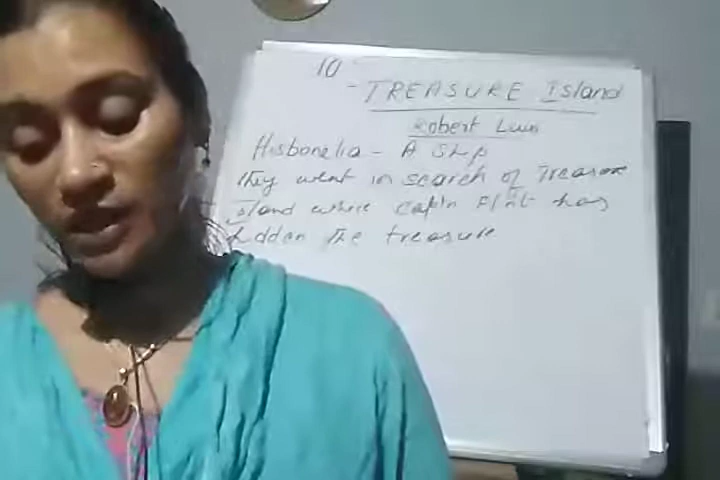 10
- TREASURE Island
Robert Luis
Hisbonelia - A Ship
They went in search of Treasure
Island where capin Flint has
hidden The treasure